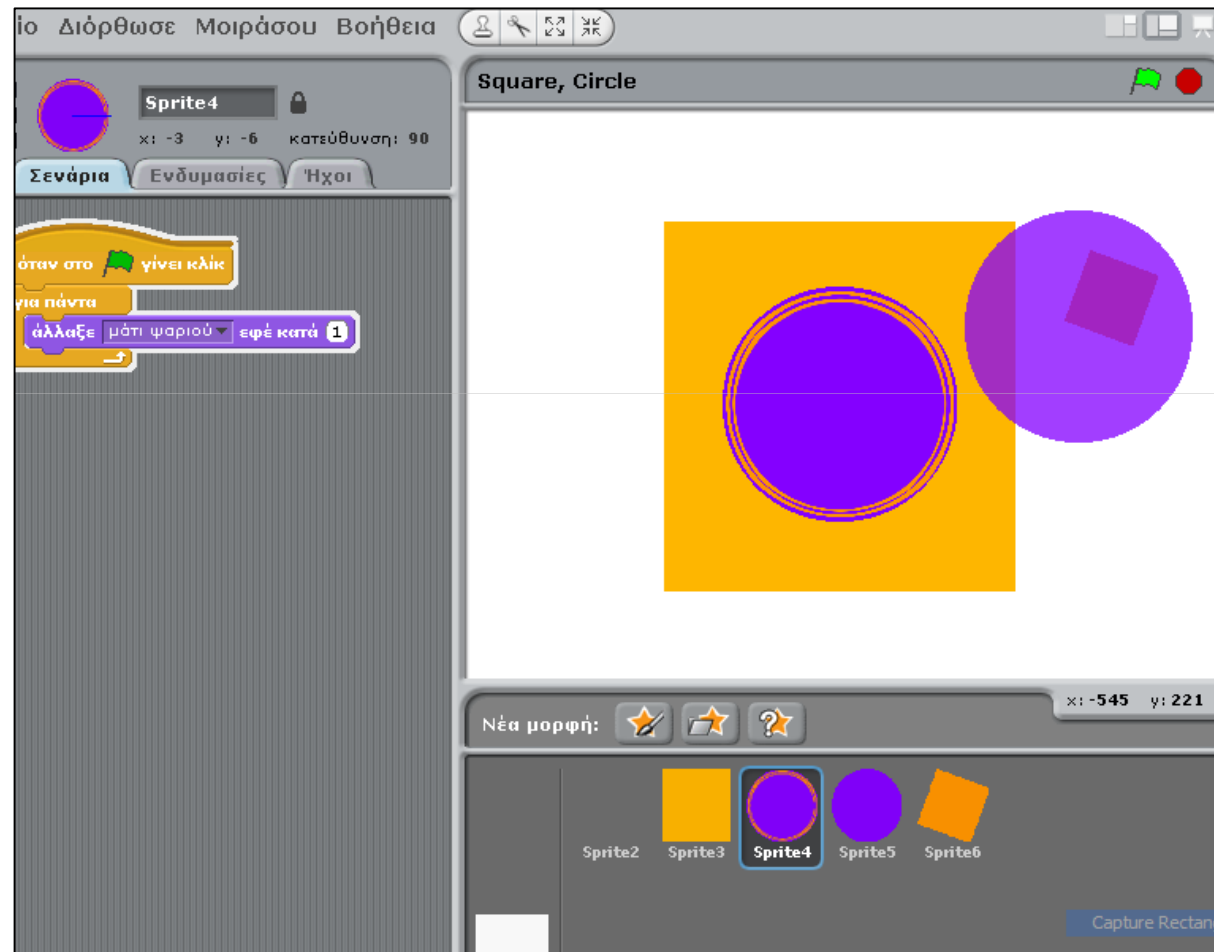 ίο Διόρθωσε Μοιράσου Βοήθεια
Sprite4
x: -3 y: -6 κατεύθυνση: 90
Σενάρια Ενδυμασίες Ήχοι
όταν στο γίνει κλίκ
για πάντα
άλλαξε μάτι ψαριού εφέ κατά 1
Square, Circle
x: -545 y: 221
Νέα μορφή:
Sprite2 Sprite3 Sprite4 Sprite5 Sprite6
Capture Rectan